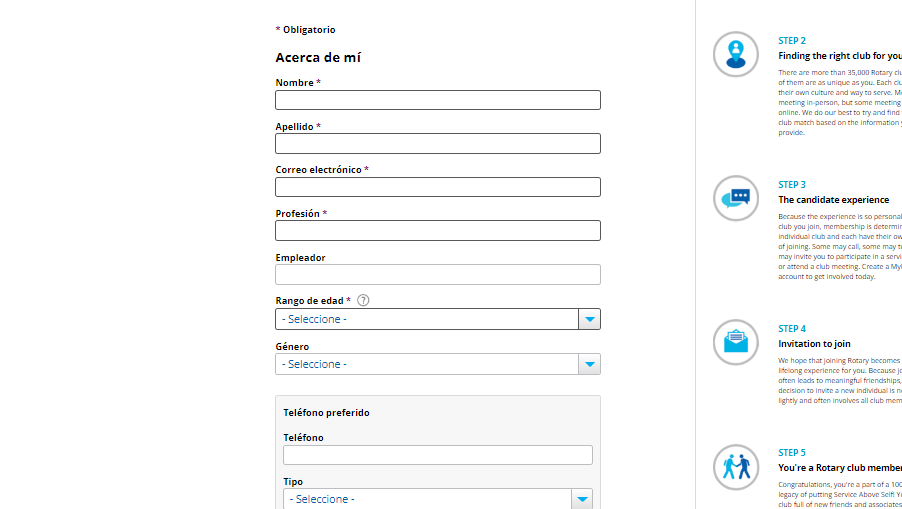 * Obligatorio
Acerca de mí
Nombre *
Apellido *
Correo electrónico *
Profesión *
Empleador
Rango de edad * ?
- Seleccione -
Género
- Seleccione -
Teléfono preferido
Teléfono
Tipo
- Seleccione -
STEP 2
Finding the right club for you
There are more than 35,000 Rotary
of them are as unique as you. Each
their own culture and way to serve.
meeting in-person, but some meeting
online. We do our best to try and find
club match based on the information
provide.
STEP 3
The candidate experience
Because the experience is so personal
club you join, membership is
individual club and each have their
of joining. Some may call, some may
may invite you to participate in a
or attend a club meeting. Create a
account to get involved today.
STEP 4
Invitation to join
We hope that joining Rotary becomes
lifelong experience for you. Because
often leads to meaningful friendships,
decision to invite a new individual is
lightly and often involves all club
STEP 5
You're a Rotary club member
Congratulations, you're a part of a
legacy of putting Service Above Self!
club full of new friends and associates